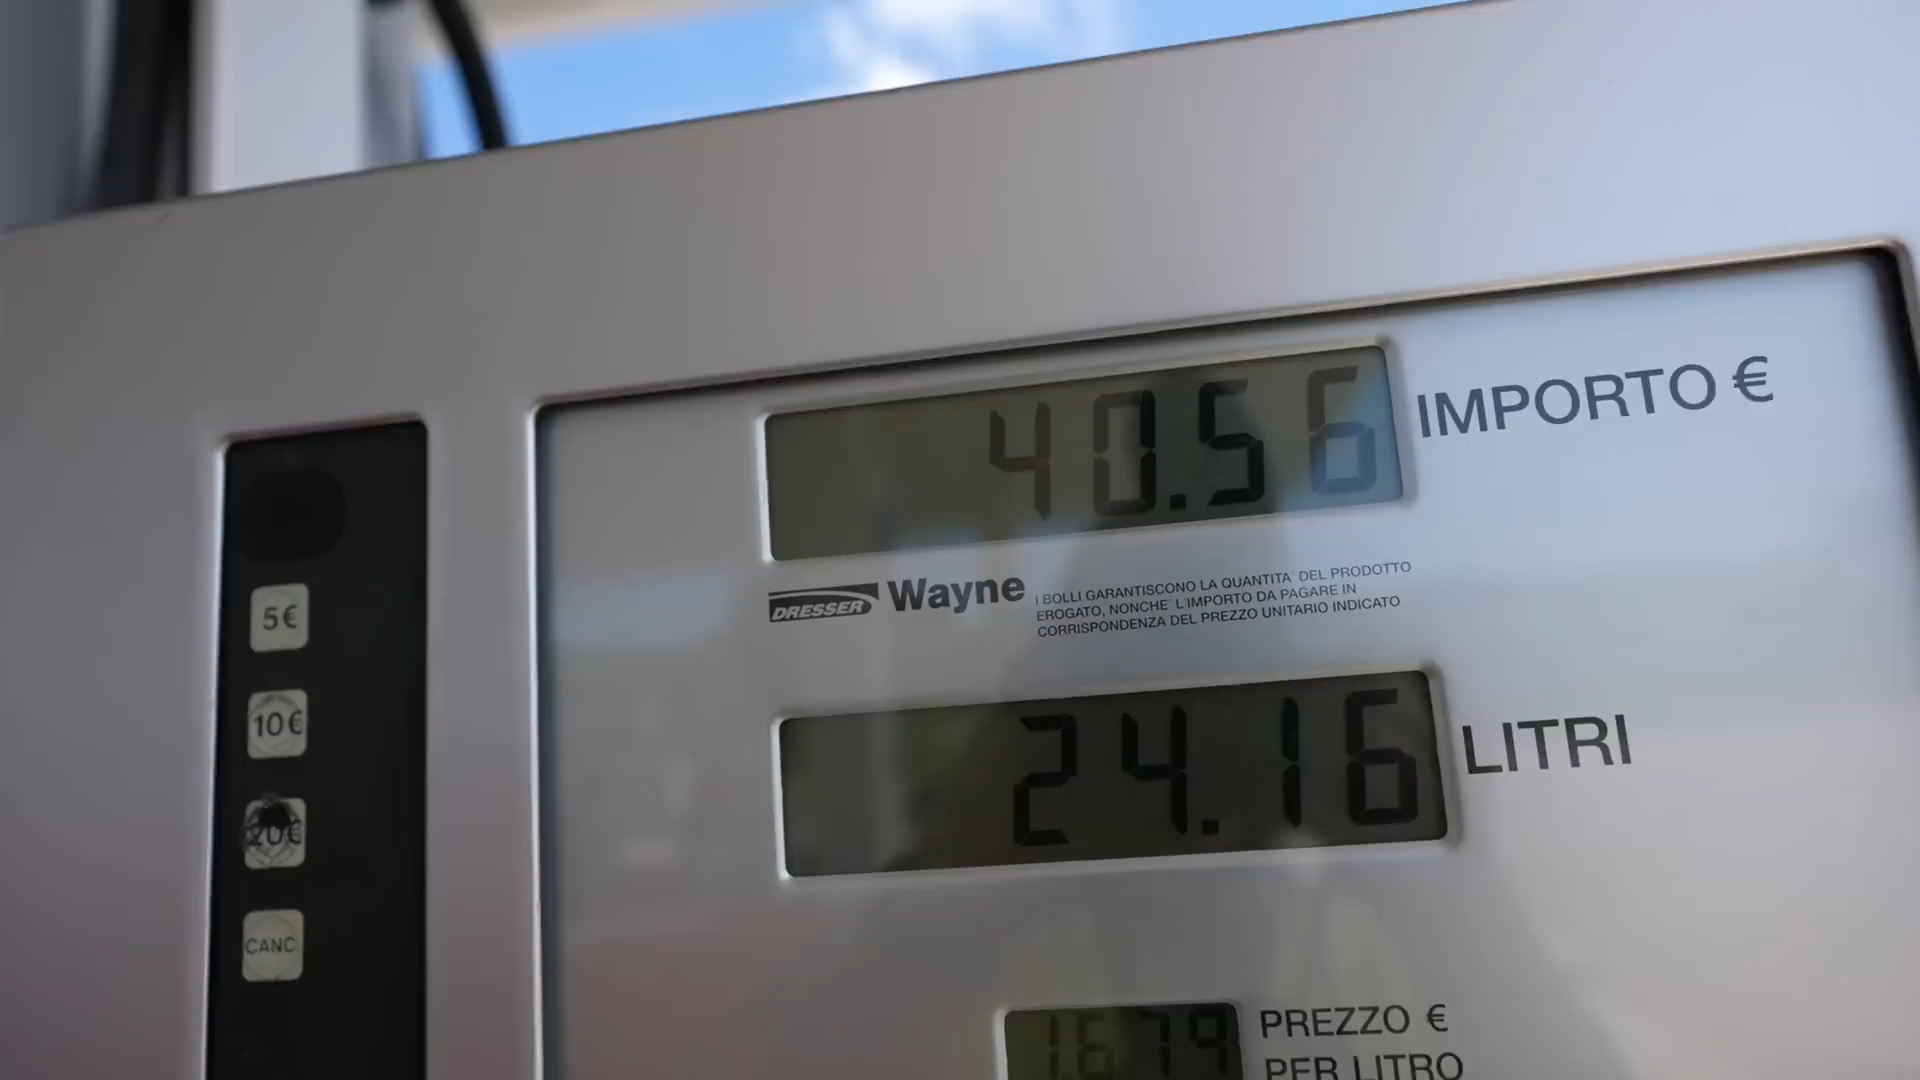 40.56 IMPORTO €
DRESSER Wayne
I BOLLI GARANTISCONO LA QUANTITA' DEL PRODOTTO
EROGATO, NONCHE' L'IMPORTO DA PAGARE IN
CORRISPONDENZA DEL PREZZO UNITARIO INDICATO
5€
10€
20€
CANC.
24.16 LITRI
1.679 PREZZO €
PER LITRO